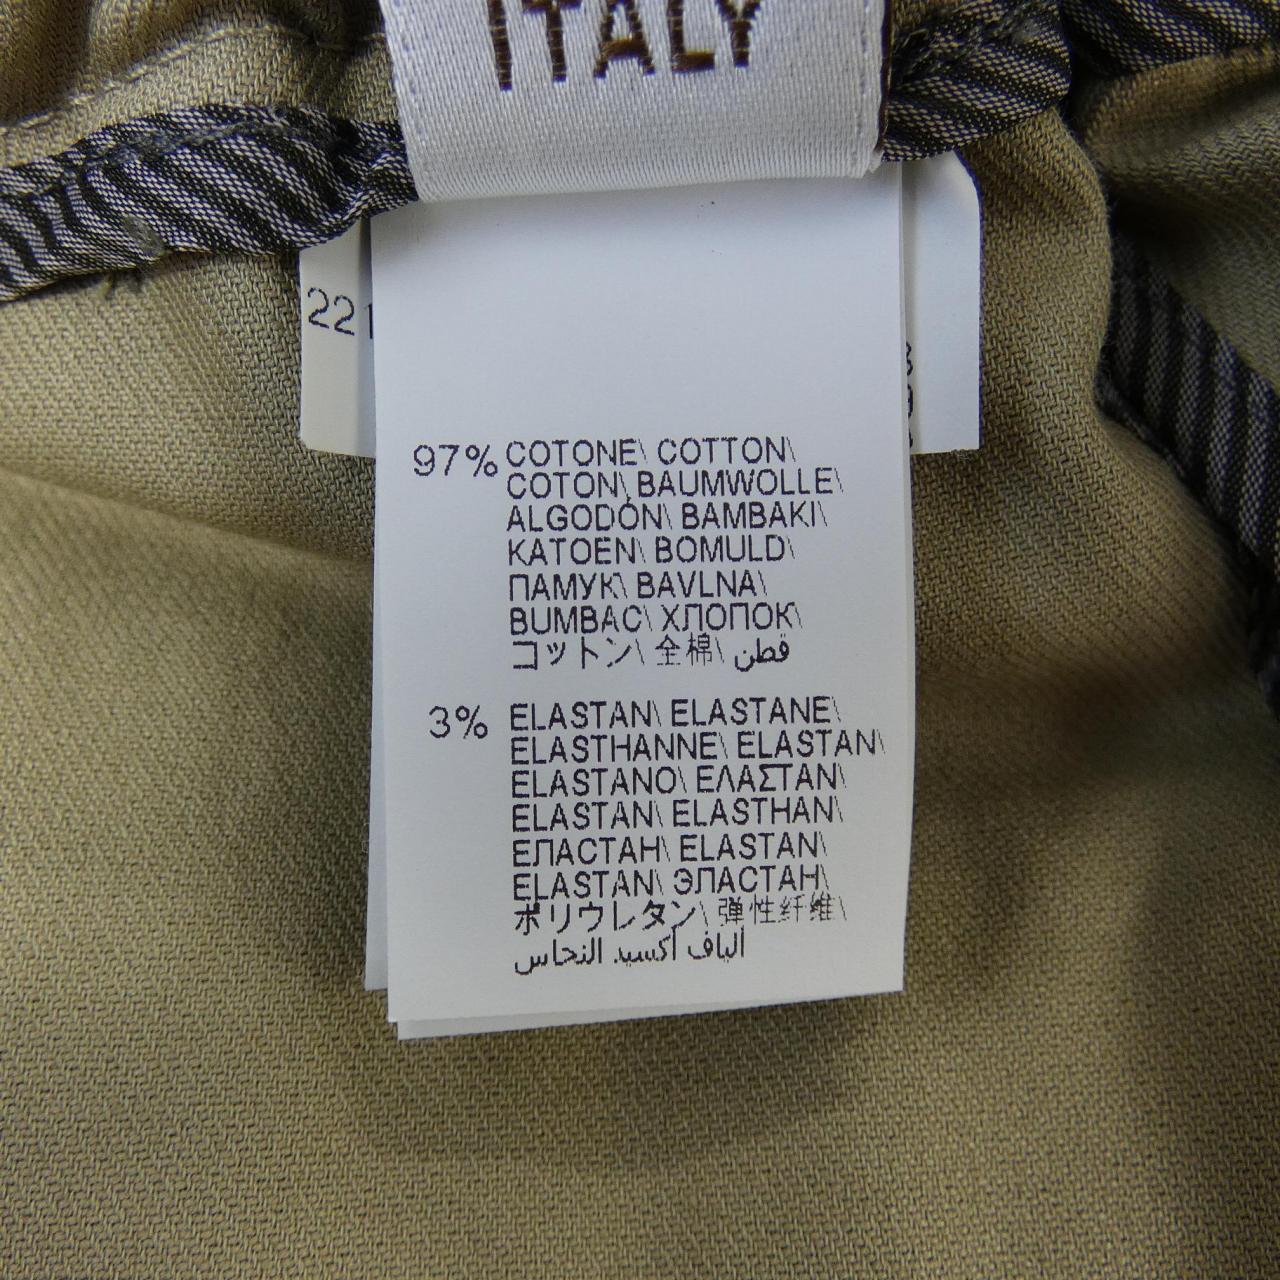 ITALY
22
97% COTONE\ COTTON\
COTON\ BAUMWOLLE\
ALGODÓN\ BAMBAKI\
KATOEN\ BOMULD\
ПАМУК\ BAVLNA\
BUMBAC\ ХЛОПОК\
コットン\ 全棉\ قطن
3% ELASTAN\ ELASTANE\
ELASTHANNE\ ELASTAN\
ELASTANO\ ΕΛΑΣΤΑΝ\
ELASTAN\ ELASTHAN\
ЕЛАСТАН\ ELASTAN\
ELASTAN\ ЭЛАСТАН\
ポリウレタン\ 弹性纤维\
الياف أكسيد النحاس